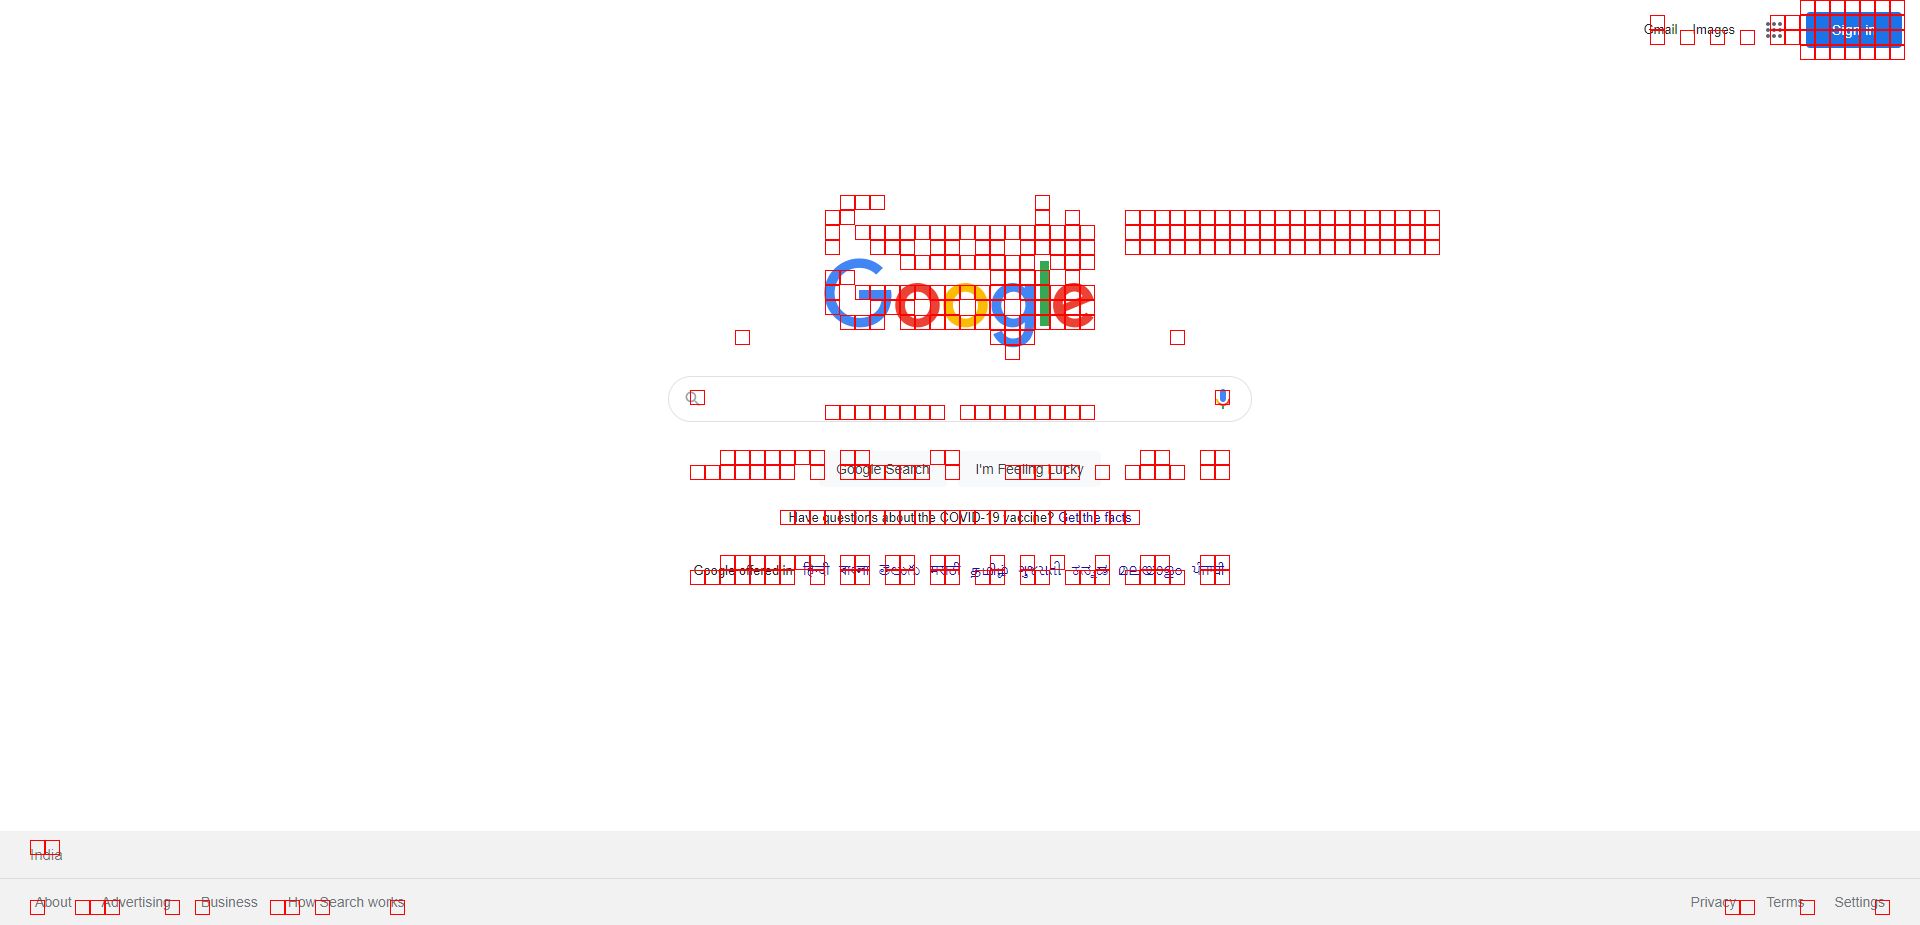 Gmail Images Sign in
Google
Google Search I'm Feeling Lucky
Have questions about the COVID-19 vaccine? Get the facts
Google offered in: हिन्दी বাংলা తెలుగు मराठी தமிழ் ગુજરાતી ಕನ್ನಡ മലയാളം ਪੰਜਾਬੀ
India
About Advertising Business How Search works Privacy Terms Settings